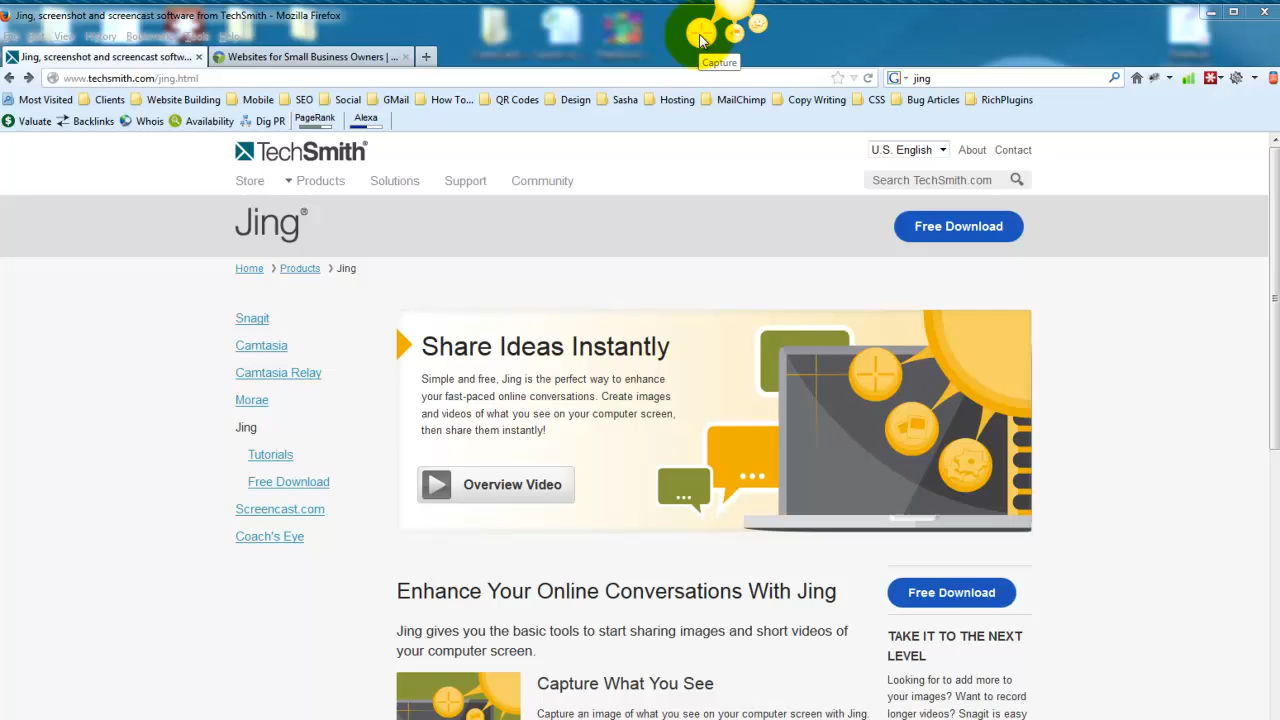 Jing, screenshot and screencast software from TechSmith - Mozilla Firefox
View History Bookmarks Tools Help
Capture
Jing, screenshot and screencast softw... ×
Websites for Small Business Owners | ... ×
www.techsmith.com/jing.html
jing
Most Visited Clients Website Building Mobile SEO Social GMail How To... QR Codes Design Sasha Hosting MailChimp Copy Writing CSS Bug Articles RichPlugins
Valuate Backlinks Whois Availability Dig PR PageRank Alexa
TechSmith
U.S. English About Contact
Store Products Solutions Support Community
Search TechSmith.com
Jing®
Free Download
Home Products Jing
Snagit
Camtasia
Camtasia Relay
Morae
Jing
Tutorials
Free Download
Screencast.com
Coach's Eye
Share Ideas Instantly
Simple and free, Jing is the perfect way to enhance
your fast-paced online conversations. Create images
and videos of what you see on your computer screen,
then share them instantly!
Overview Video
Enhance Your Online Conversations With Jing
Jing gives you the basic tools to start sharing images and short videos of
your computer screen.
Capture What You See
Capture an image of what you see on your computer screen with Jing.
Free Download
TAKE IT TO THE NEXT
LEVEL
Looking for to add more to
your images? Want to record
longer videos? Snagit is easy